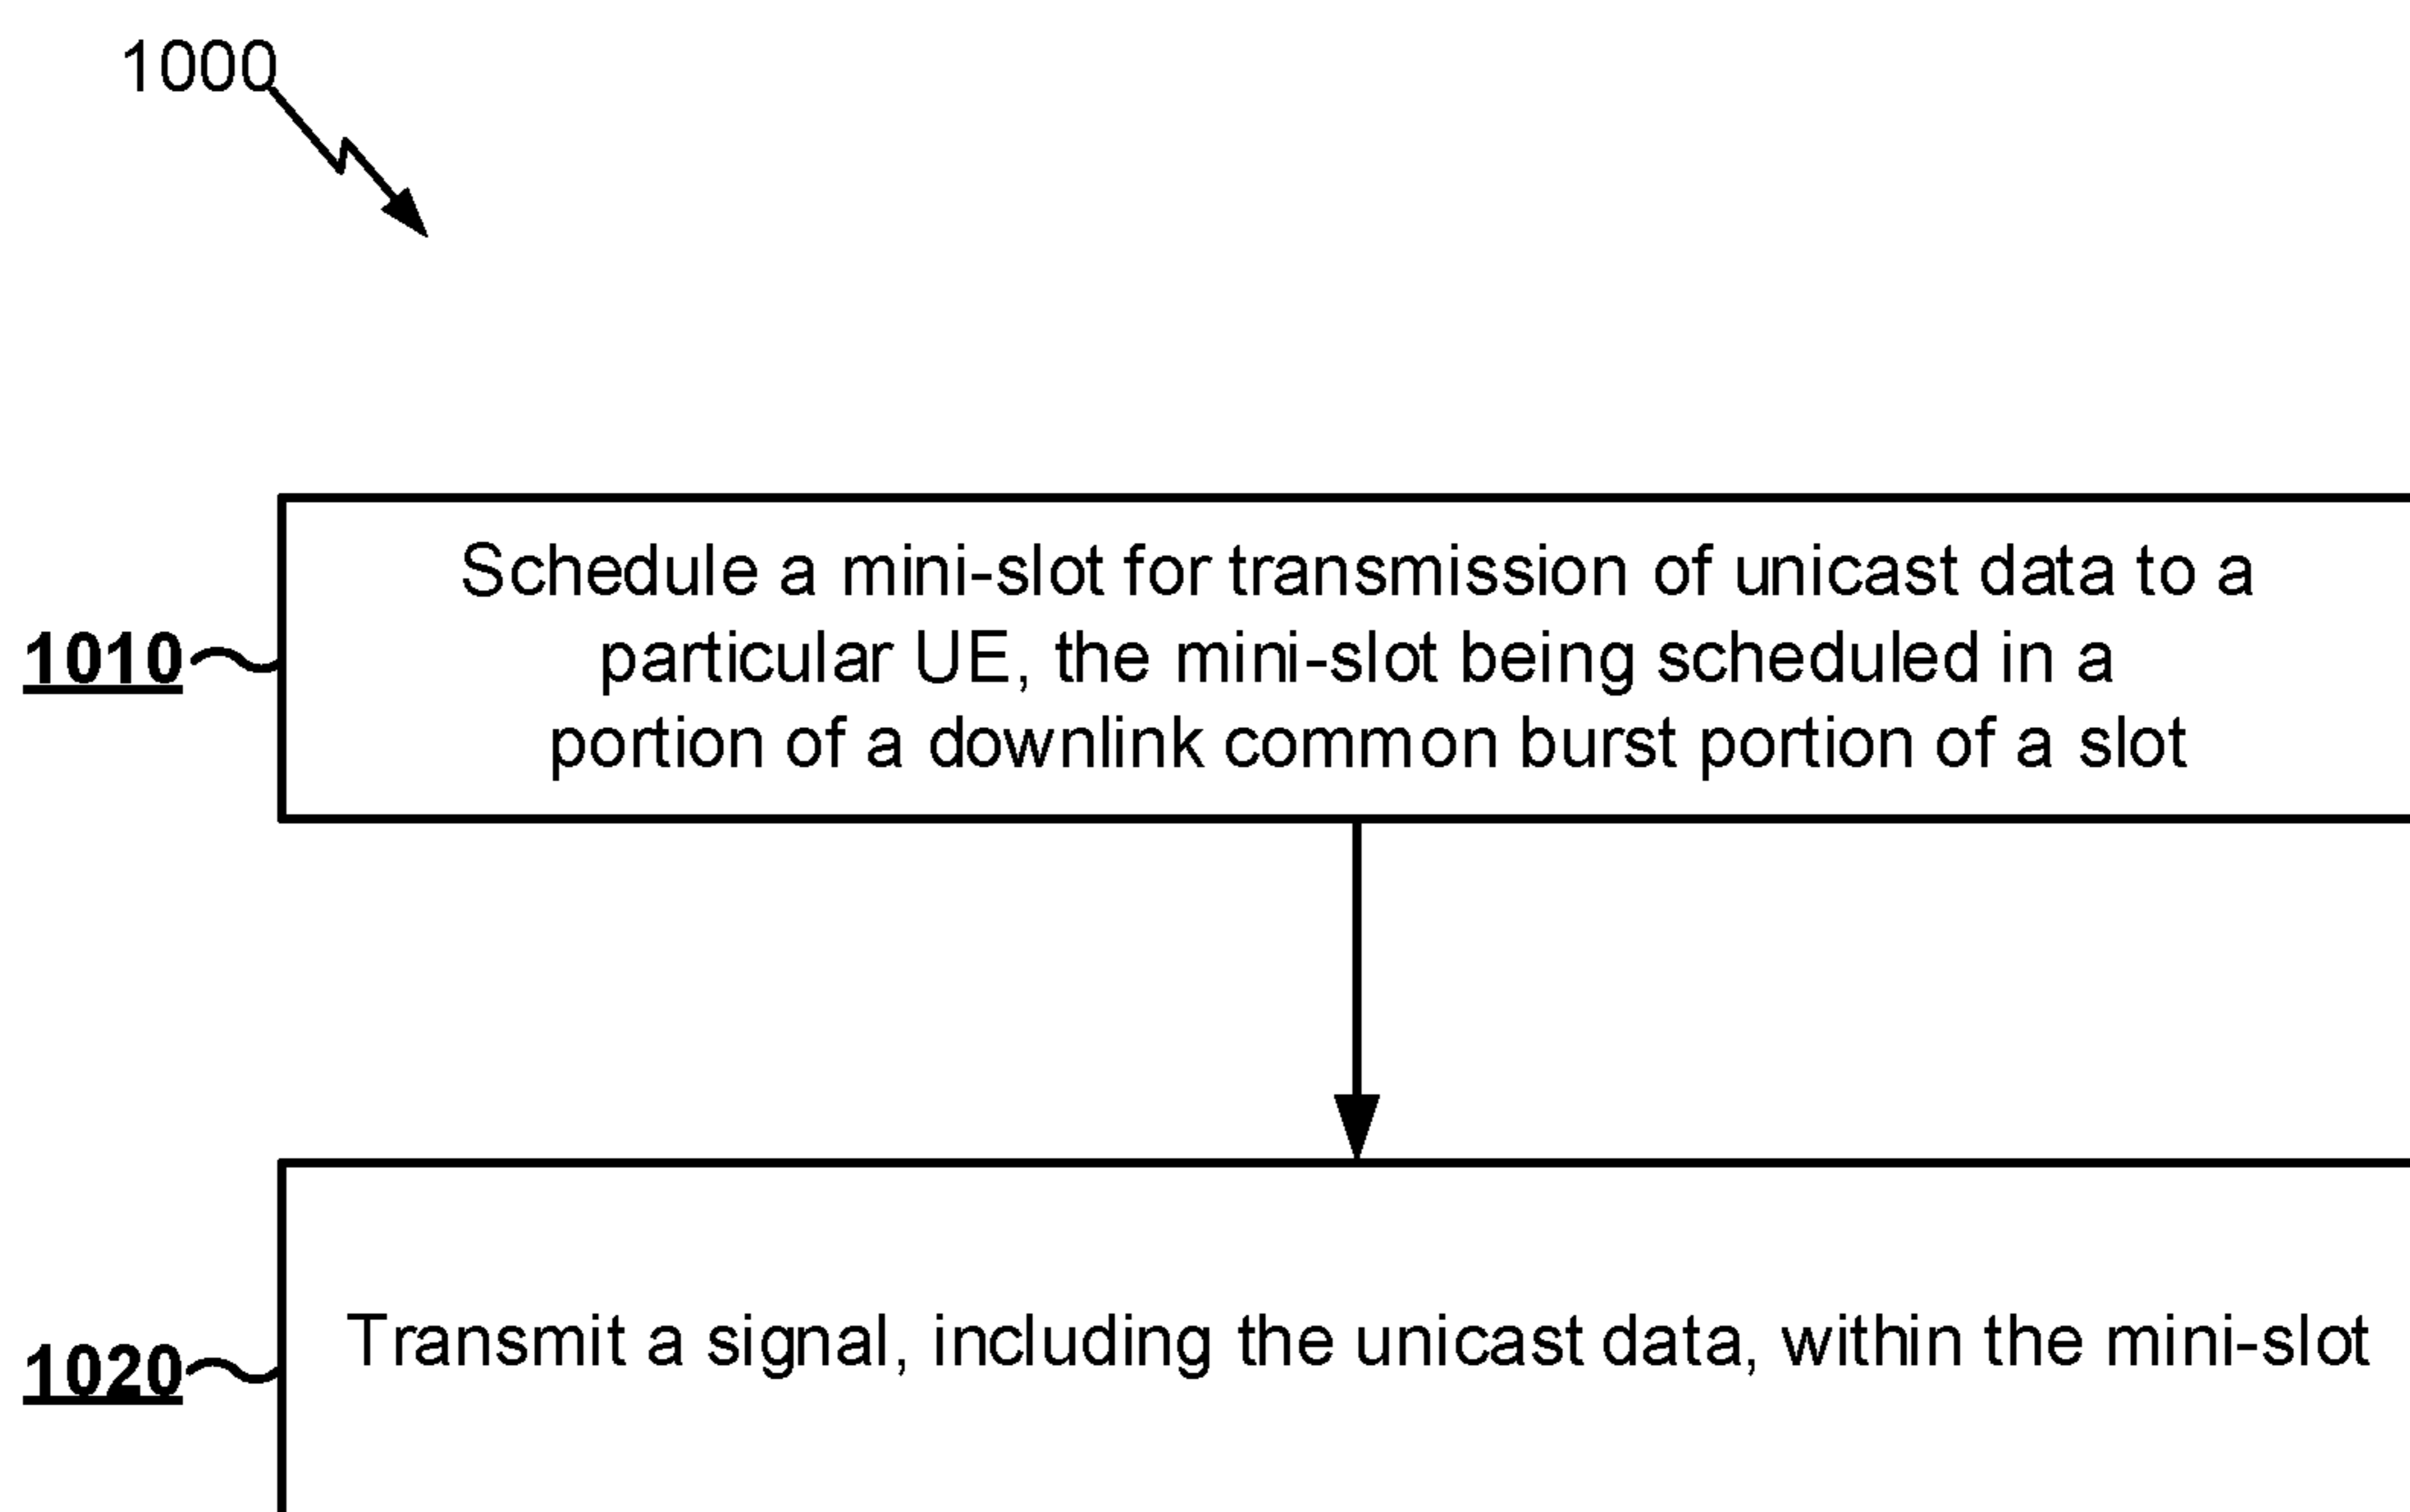 1000
Schedule a mini-slot for transmission of unicast data to a
particular UE, the mini-slot being scheduled in a
1010
portion of a downlink common burst portion of a slot
Transmit a signal, including the unicast data, within the mini-slot
1020